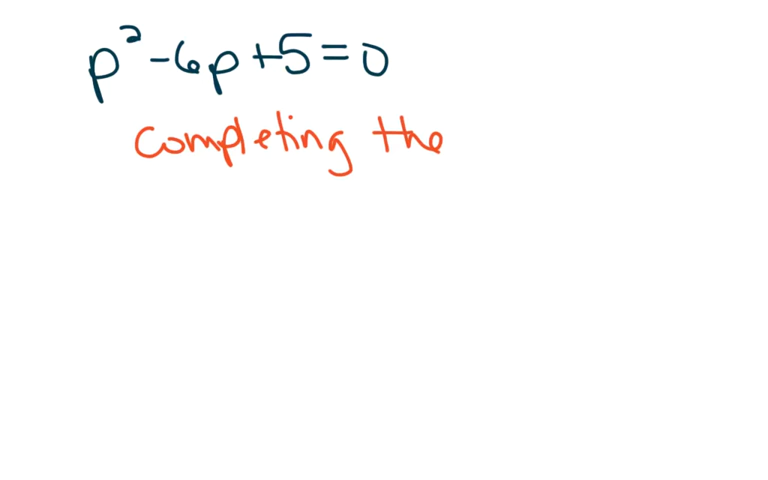 p² - 6p + 5 = 0
completing the